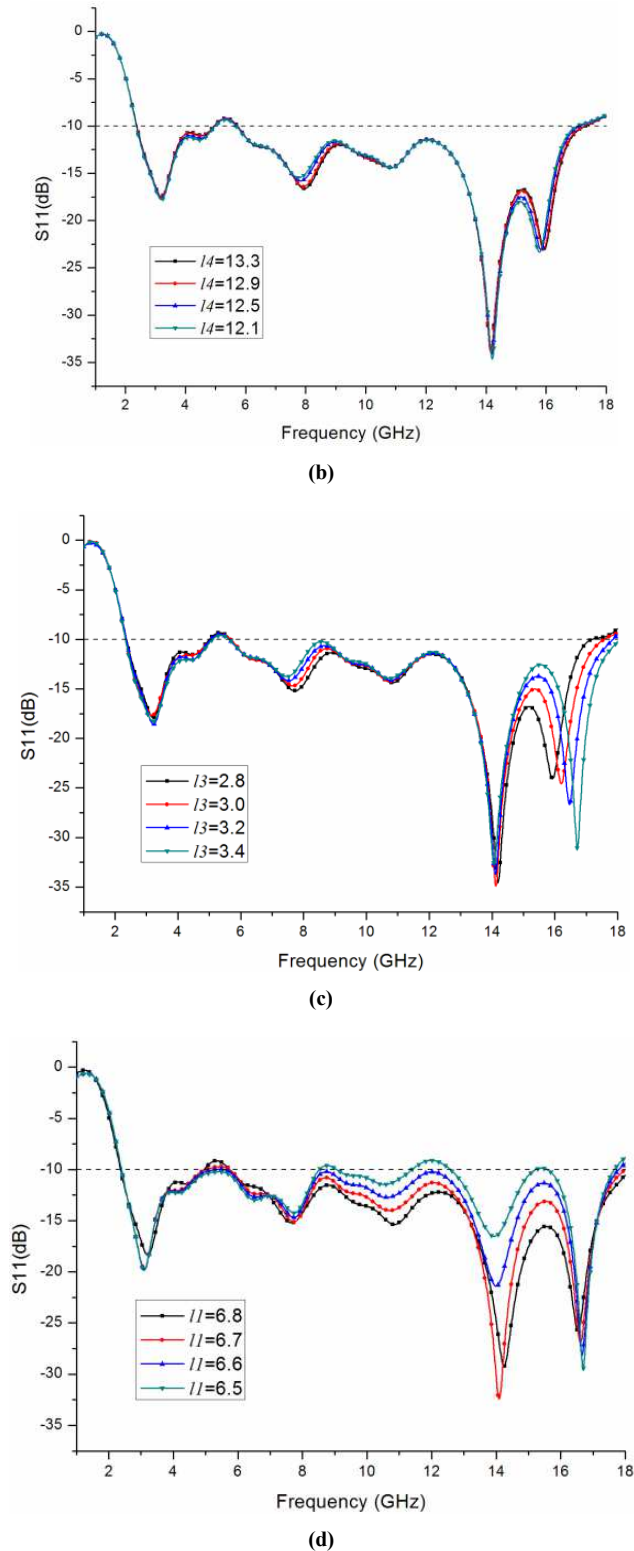 0
-5
-10
-15
-20
-25
-30
-35
S11(dB)
l4=13.3
l4=12.9
l4=12.5
l4=12.1
2 4 6 8 10 12 14 16 18
Frequency (GHz)
(b)
0
-5
-10
-15
-20
-25
-30
-35
S11(dB)
l3=2.8
l3=3.0
l3=3.2
l3=3.4
2 4 6 8 10 12 14 16 18
Frequency (GHz)
(c)
0
-5
-10
-15
-20
-25
-30
-35
S11(dB)
l1=6.8
l1=6.7
l1=6.6
l1=6.5
2 4 6 8 10 12 14 16 18
Frequency (GHz)
(d)